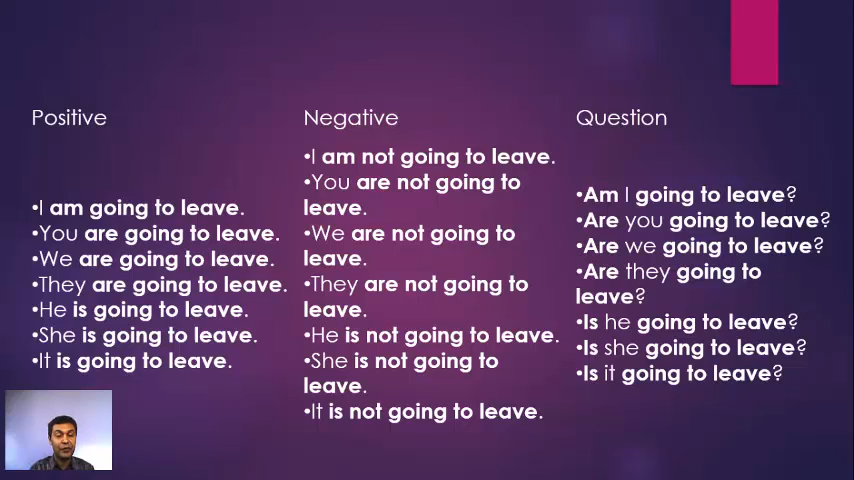 Positive
•I am going to leave.
•You are going to leave.
•We are going to leave.
•They are going to leave.
•He is going to leave.
•She is going to leave.
•It is going to leave.
Negative
•I am not going to leave.
•You are not going to
leave.
•We are not going to
leave.
•They are not going to
leave.
•He is not going to leave.
•She is not going to
leave.
•It is not going to leave.
Question
•Am I going to leave?
•Are you going to leave?
•Are we going to leave?
•Are they going to
leave?
•Is he going to leave?
•Is she going to leave?
•Is it going to leave?